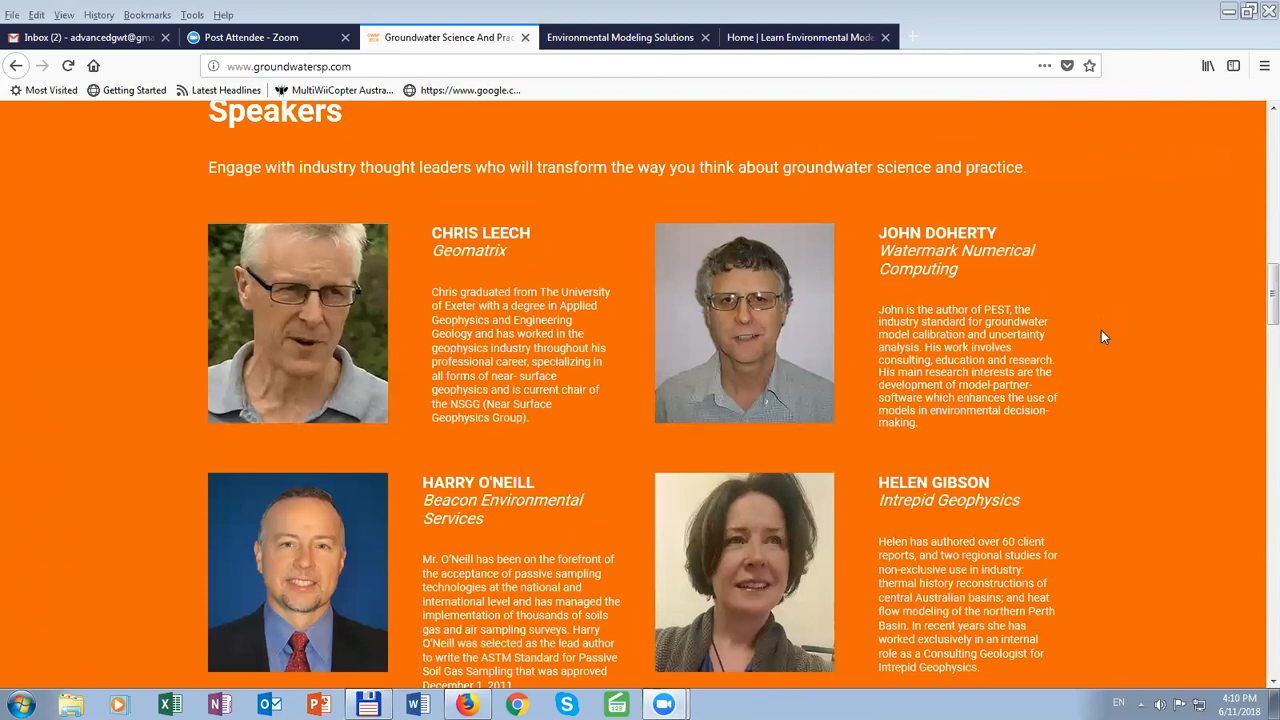 File Edit View History Bookmarks Tools Help
Inbox (2) - advancedgwt@gma
Post Attendee - Zoom
Groundwater Science And Prac
Environmental Modeling Solutions
Home | Learn Environmental Mode
www.groundwatersp.com
Most Visited Getting Started Latest Headlines MultiWiiCopter Austra... https://www.google.c...
Speakers
Engage with industry thought leaders who will transform the way you think about groundwater science and practice.
CHRIS LEECH
Geomatrix
Chris graduated from The University
of Exeter with a degree in Applied
Geophysics and Engineering
Geology and has worked in the
geophysics industry throughout his
professional career, specializing in
all forms of near- surface
geophysics and is current chair of
the NSGG (Near Surface
Geophysics Group).
JOHN DOHERTY
Watermark Numerical
Computing
John is the author of PEST, the
industry standard for groundwater
model calibration and uncertainty
analysis. His work involves
consulting, education and research.
His main research interests are the
development of model-partner-
software which enhances the use of
models in environmental decision-
making.
HARRY O'NEILL
Beacon Environmental
Services
Mr. O'Neill has been on the forefront of
the acceptance of passive sampling
technologies at the national and
international level and has managed the
implementation of thousands of soils
gas and air sampling surveys. Harry
O'Neill was selected as the lead author
to write the ASTM Standard for Passive
Soil Gas Sampling that was approved
December 1, 2011.
HELEN GIBSON
Intrepid Geophysics
Helen has authored over 60 client
reports, and two regional studies for
non-exclusive use in industry:
thermal history reconstructions of
central Australian basins; and heat
flow modeling of the northern Perth
Basin. In recent years she has
worked exclusively in an internal
role as a Consulting Geologist for
Intrepid Geophysics.
EN
4:10 PM
6/11/2018